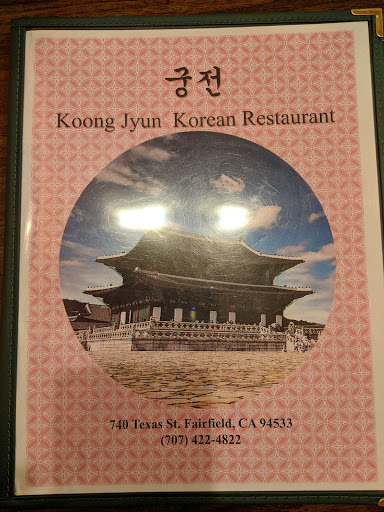 궁전
Koong Jyun Korean Restaurant
740 Texas St. Fairfield, CA 94533
(707) 422-4822